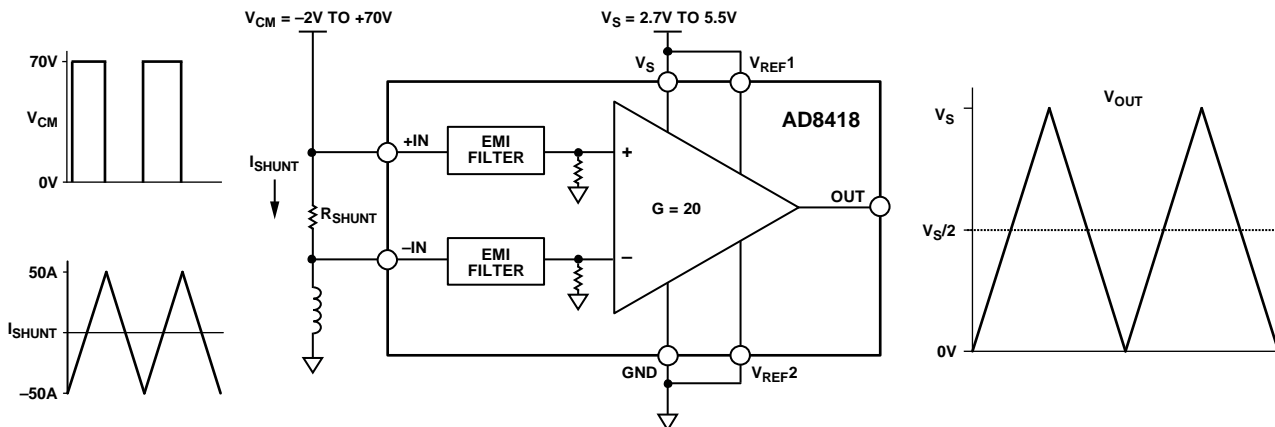 V_CM = –2V TO +70V
V_S = 2.7V TO 5.5V
70V
V_CM
0V
I_SHUNT
50A
I_SHUNT
–50A
R_SHUNT
V_S
V_REF1
AD8418
+IN
EMI
FILTER
+
G = 20
OUT
–IN
EMI
FILTER
–
GND
V_REF2
V_OUT
V_S
V_S/2
0V